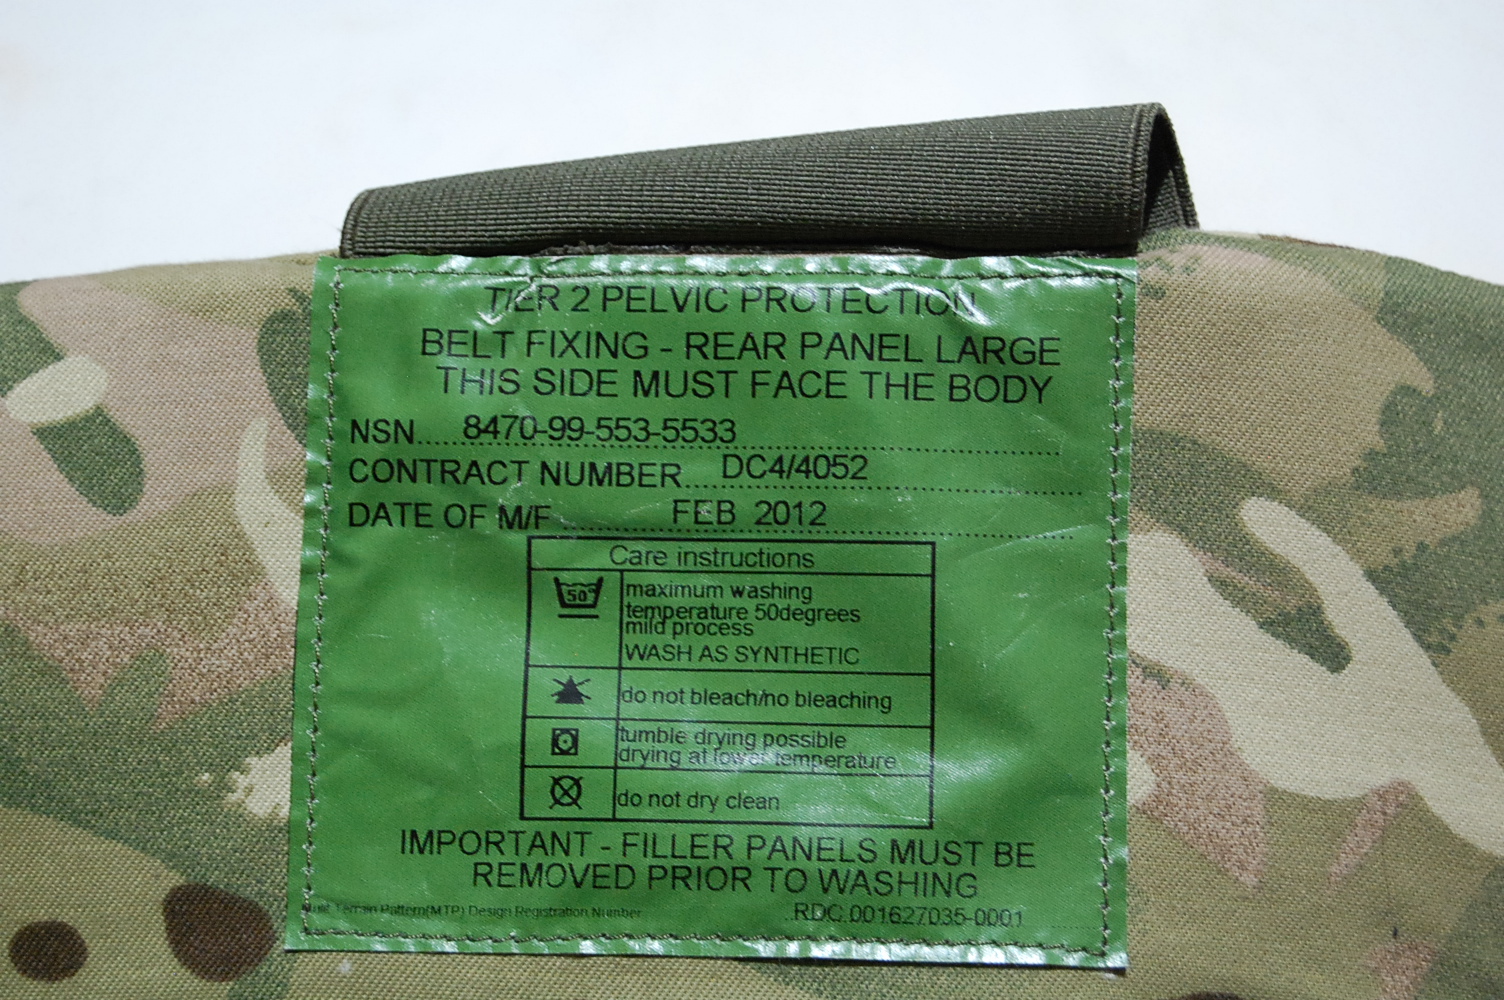 TIER 2 PELVIC PROTECTION
BELT FIXING - REAR PANEL LARGE
THIS SIDE MUST FACE THE BODY
NSN.... 8470-99-553-5533
CONTRACT NUMBER... DC4/4052
DATE OF M/F ........ FEB 2012
Care instructions
50°
maximum washing
temperature 50degrees
mild process
WASH AS SYNTHETIC
do not bleach/no bleaching
tumble drying possible
drying at lower temperature
do not dry clean
IMPORTANT - FILLER PANELS MUST BE
REMOVED PRIOR TO WASHING
Terrain Pattern(MTP) Design Registration Number ..RDC.001627035-0001